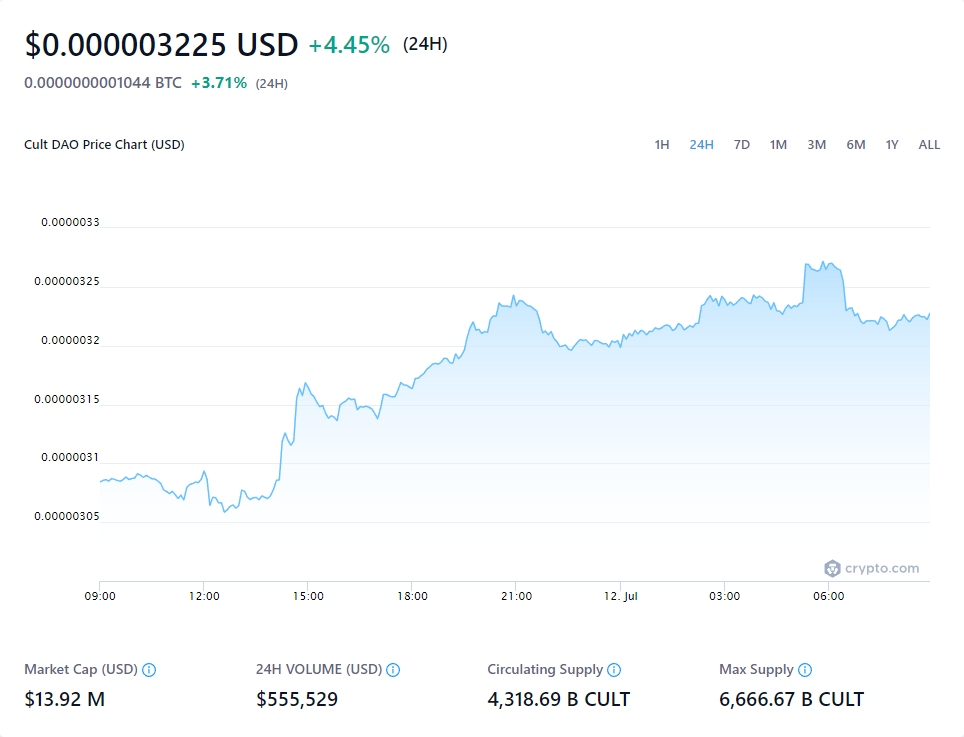 $0.000003225 USD +4.45% (24H)
0.0000000001044 BTC +3.71% (24H)
Cult DAO Price Chart (USD) 1H 24H 7D 1M 3M 6M 1Y ALL
0.0000033
0.00000325
0.0000032
0.00000315
0.0000031
0.00000305
crypto.com
09:00 12:00 15:00 18:00 21:00 12. Jul 03:00 06:00
Market Cap (USD) 24H VOLUME (USD) Circulating Supply Max Supply
$13.92 M $555,529 4,318.69 B CULT 6,666.67 B CULT